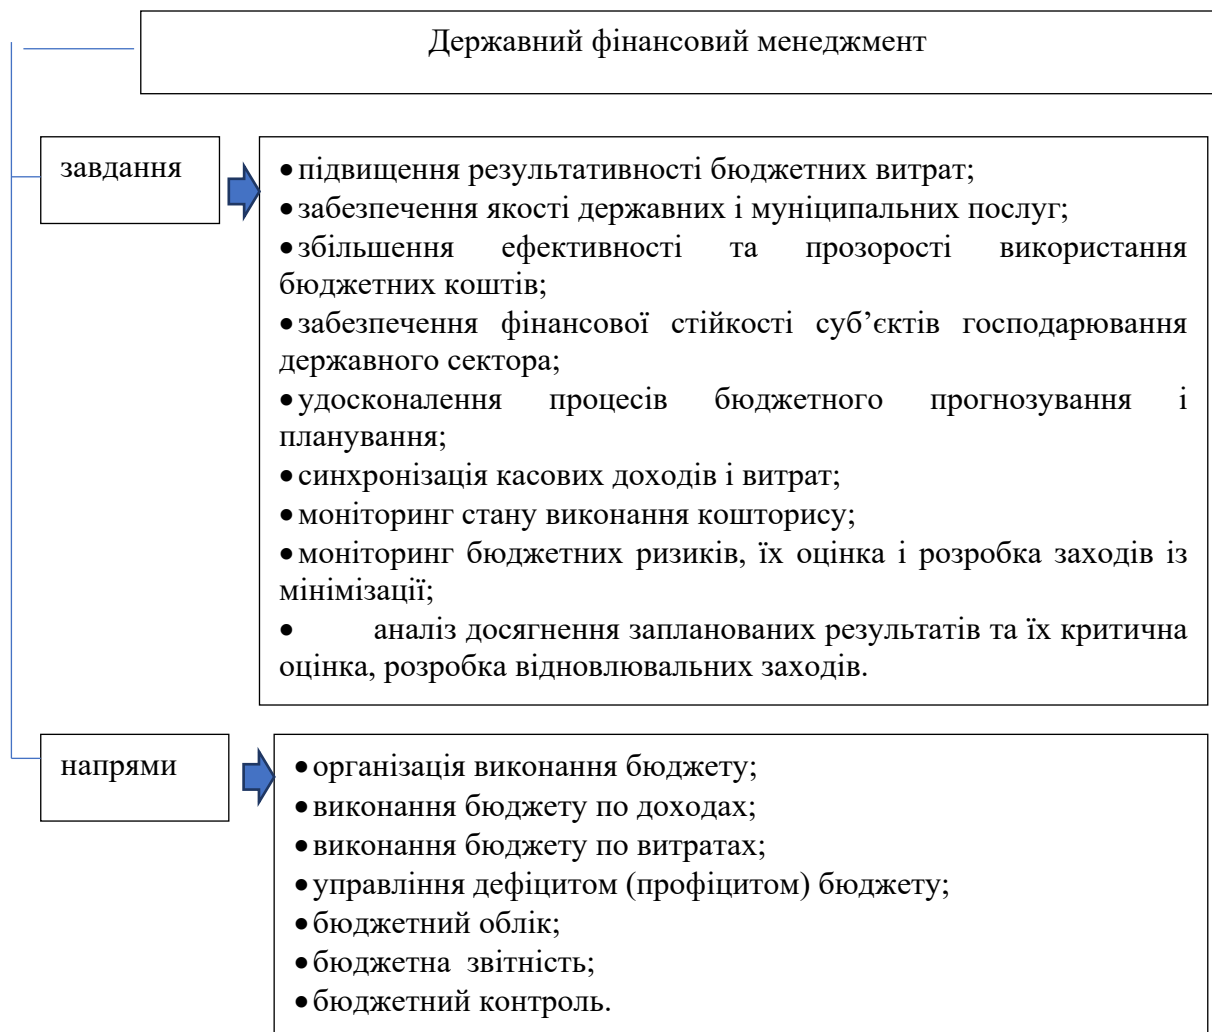 Державний фінансовий менеджмент
завдання
•підвищення результативності бюджетних витрат;
•забезпечення якості державних і муніципальних послуг;
•збільшення ефективності та прозорості використання
бюджетних коштів;
•забезпечення фінансової стійкості суб’єктів господарювання
державного сектора;
•удосконалення процесів бюджетного прогнозування і
планування;
•синхронізація касових доходів і витрат;
•моніторинг стану виконання кошторису;
•моніторинг бюджетних ризиків, їх оцінка і розробка заходів із
мінімізації;
• аналіз досягнення запланованих результатів та їх критична
оцінка, розробка відновлювальних заходів.
напрями
•організація виконання бюджету;
•виконання бюджету по доходах;
•виконання бюджету по витратах;
•управління дефіцитом (профіцитом) бюджету;
•бюджетний облік;
•бюджетна звітність;
•бюджетний контроль.